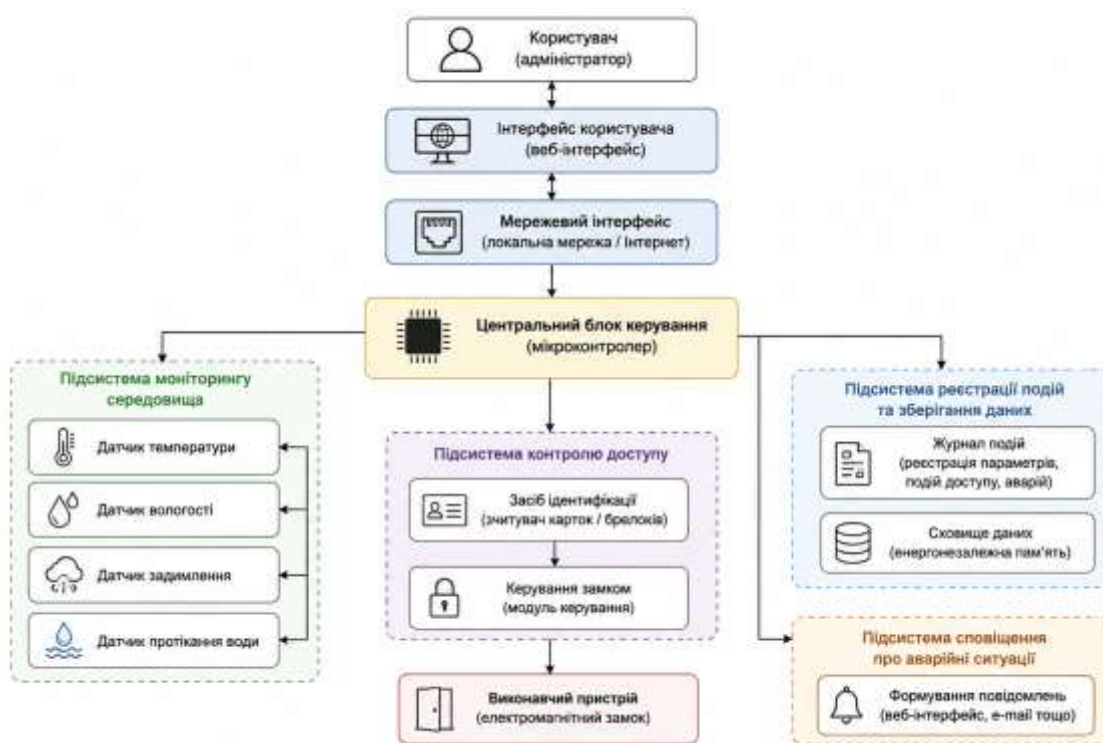 Користувач
(адміністратор)
Інтерфейс користувача
(веб-інтерфейс)
Мережевий інтерфейс
(локальна мережа / Інтернет)
Центральний блок керування
(мікроконтролер)
Підсистема моніторингу
середовища
Датчик температури
Датчик вологості
Датчик задимлення
Датчик протікання води
Підсистема контролю доступу
Засіб ідентифікації
(зчитувач карток / брелоків)
Керування замком
(модуль керування)
Виконавчий пристрій
(електромагнітний замок)
Підсистема реєстрації подій
та зберігання даних
Журнал подій
(реєстрація параметрів,
подій доступу, аварій)
Сховище даних
(енергонезалежна пам'ять)
Підсистема сповіщення
про аварійні ситуації
Формування повідомлень
(веб-інтерфейс, e-mail тощо)